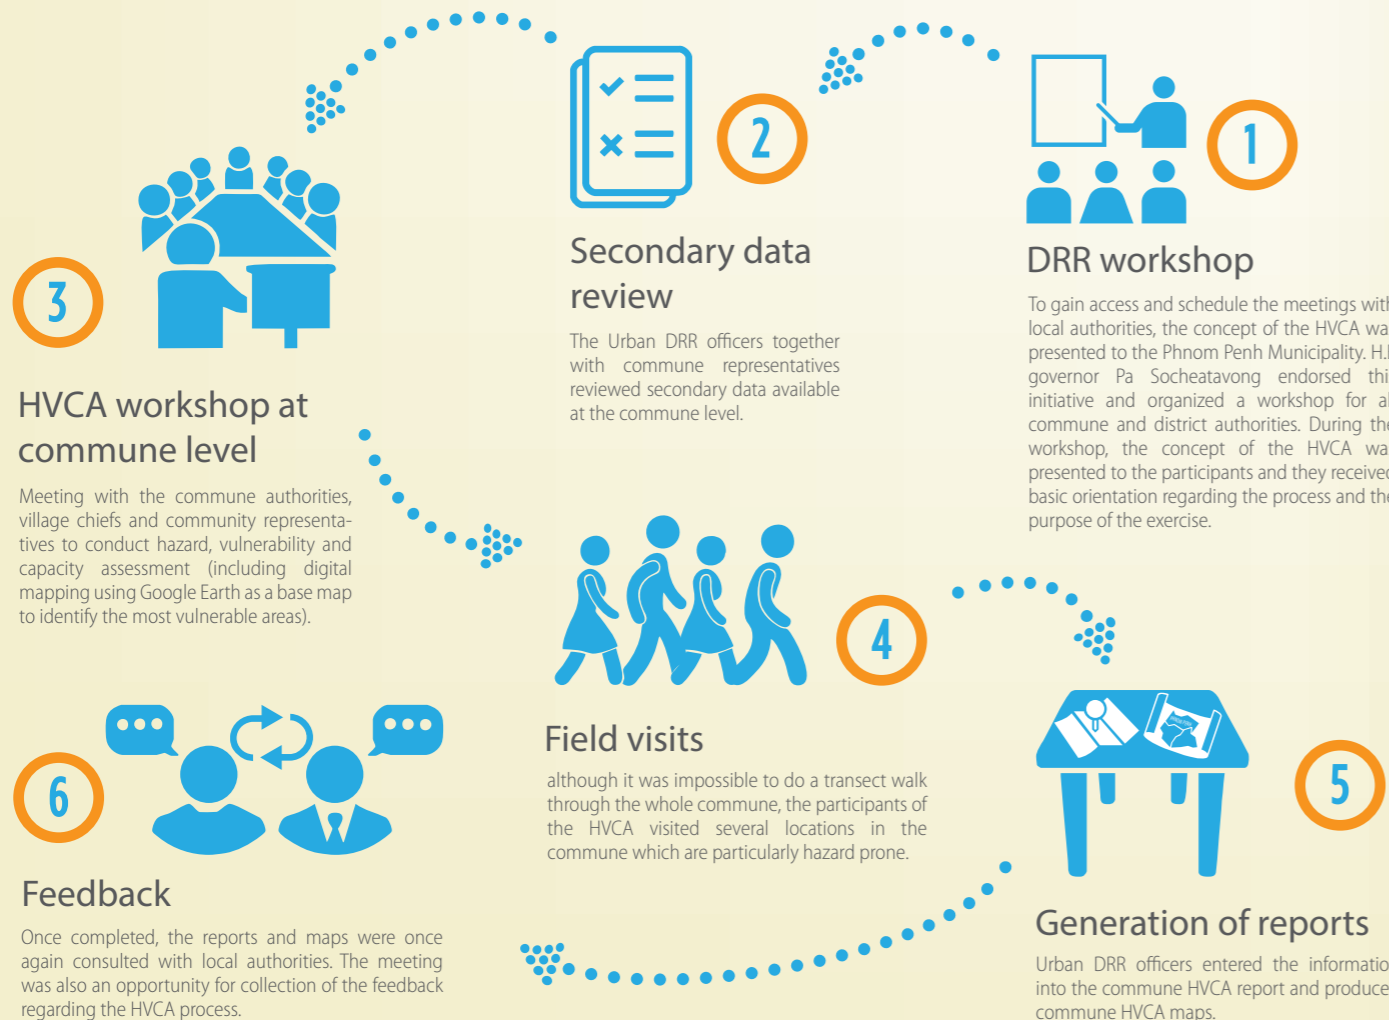 1
DRR workshop
To gain access and schedule the meetings with
local authorities, the concept of the HVCA wa
presented to the Phnom Penh Municipality.
governor Pa Socheatavong endorsed thi
initiative and organized a workshop for al
commune and district authorities. During the
workshop, the concept of the HVCA wa
presented to the participants and they received
basic orientation regarding the process and the
purpose of the exercise.
2
Secondary data
review
The Urban DRR officers together
with commune representatives
reviewed secondary data available
at the commune level.
3
HVCA workshop at
commune level
Meeting with the commune authorities,
village chiefs and community representa-
tives to conduct hazard, vulnerability and
capacity assessment (including digital
mapping using Google Earth as a base map
to identify the most vulnerable areas).
4
Field visits
although it was impossible to do a transect walk
through the whole commune, the participants of
the HVCA visited several locations in the
commune which are particularly hazard prone.
5
Generation of reports
Urban DRR officers entered the informatio
into the commune HVCA report and produce
commune HVCA maps.
6
Feedback
Once completed, the reports and maps were once
again consulted with local authorities. The meeting
was also an opportunity for collection of the feedback
regarding the HVCA process.